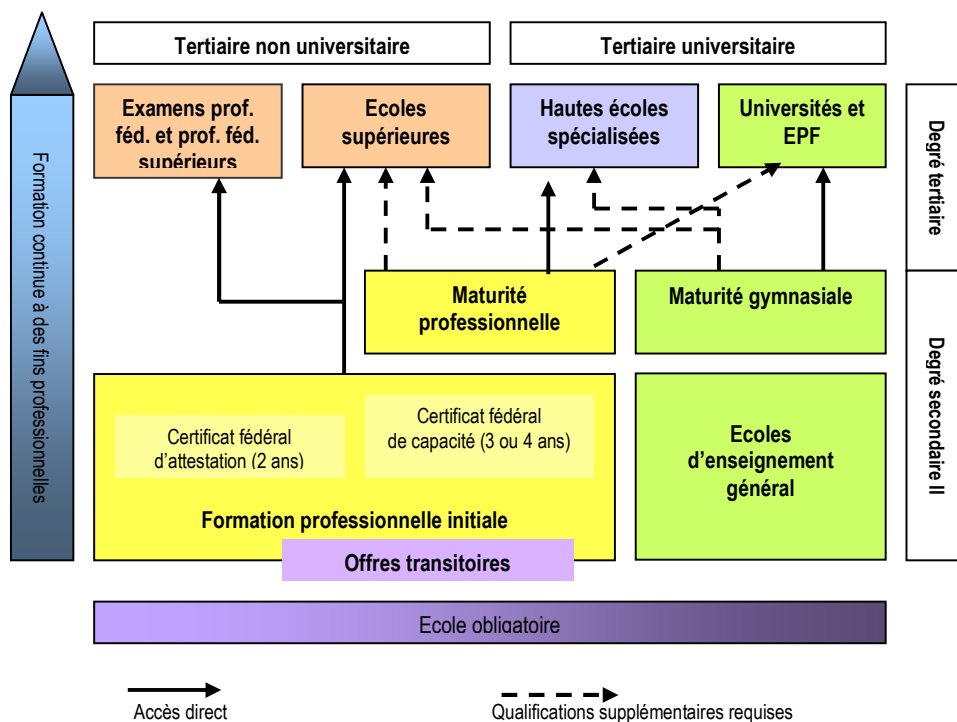 Tertiaire non universitaire
Tertiaire universitaire
Examens prof.
féd. et prof. féd.
supérieurs
Ecoles
supérieures
Hautes écoles
spécialisées
Universités et
EPF
Degré tertiaire
Formation continue à des fins professionnelles
Maturité
professionnelle
Maturité gymnasiale
Degré secondaire II
Certificat fédéral
d'attestation (2 ans)
Certificat fédéral
de capacité (3 ou 4 ans)
Ecoles
d'enseignement
général
Formation professionnelle initiale
Offres transitoires
Ecole obligatoire
Accès direct
Qualifications supplémentaires requises